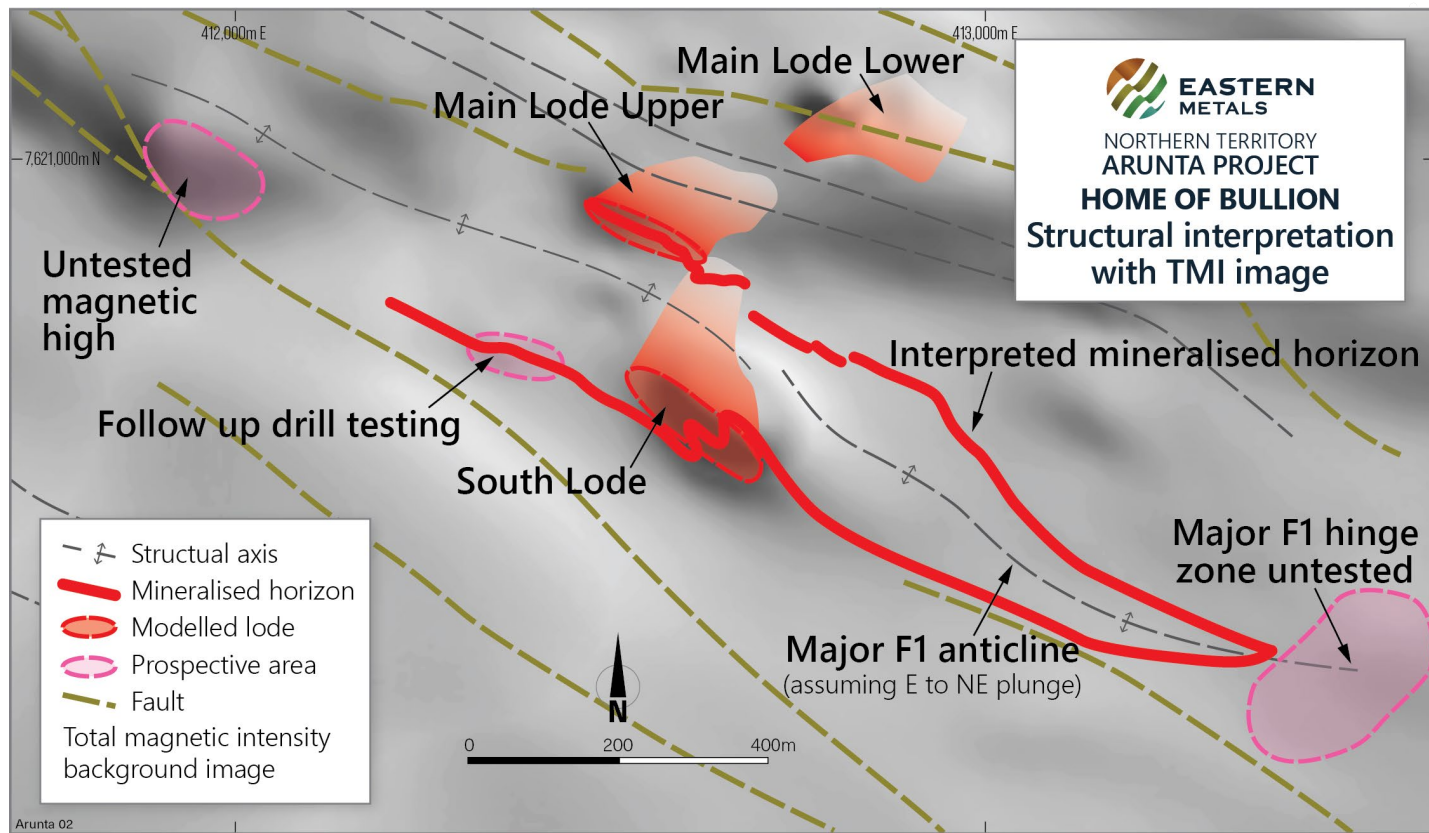 412,000m E
413,000m E
7,621,000m N
Main Lode Lower
Main Lode Upper
EASTERN
METALS
NORTHERN TERRITORY
ARUNTA PROJECT
HOME OF BULLION
Structural interpretation
with TMI image
Untested
magnetic
high
Interpreted mineralised horizon
Follow up drill testing
South Lode
Major F1 hinge
zone untested
Major F1 anticline
(assuming E to NE plunge)
Structual axis
Mineralised horizon
Modelled lode
Prospective area
Fault
Total magnetic intensity
background image
N
0 200 400m
Arunta 02